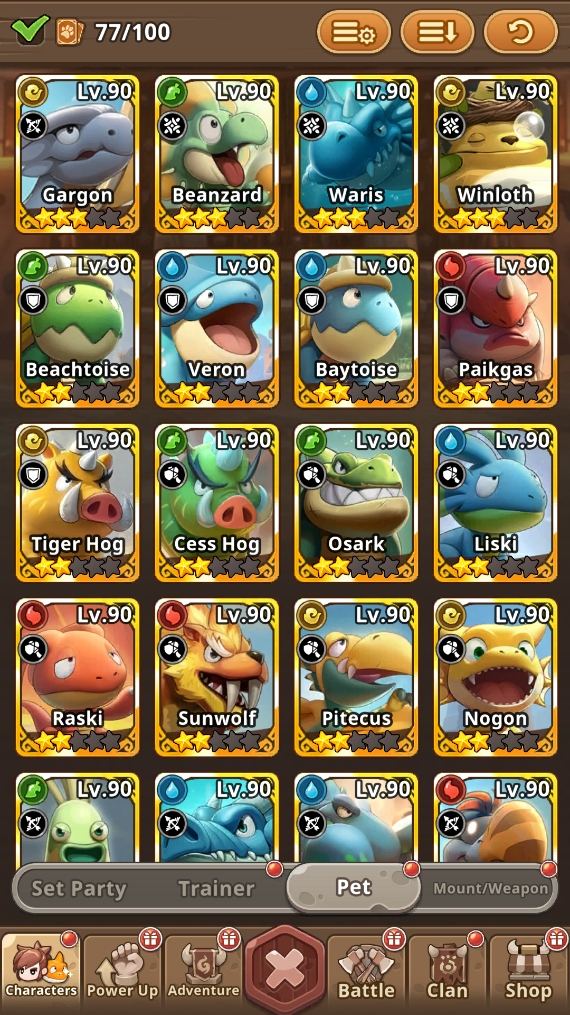 77/100
Lv.90 Lv.90 Lv.90 Lv.90
Gargon Beanzard Waris Winloth
Lv.90 Lv.90 Lv.90 Lv.90
Beachtoise Veron Baytoise Paikgas
Lv.90 Lv.90 Lv.90 Lv.90
Tiger Hog Cess Hog Osark Liski
Lv.90 Lv.90 Lv.90 Lv.90
Raski Sunwolf Pitecus Nogon
Lv.90 Lv.90 Lv.90 Lv.90
Set Party Trainer Pet Mount/Weapon
Characters Power Up Adventure Battle Clan Shop